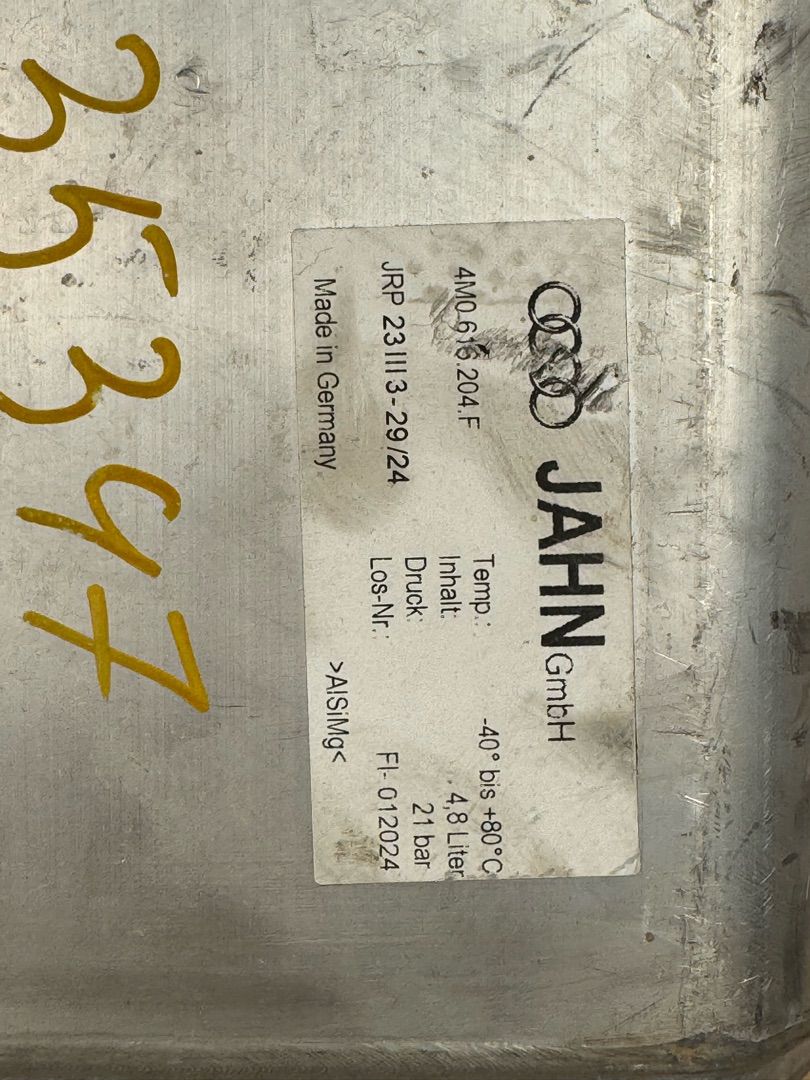 JAHN GmbH
4M0.616.204.F
JRP 23 III 3-29/24
Made in Germany
Temp.: -40° bis +80°C
Inhalt: 4,8 Liter
Druck: 21 bar
Los-Nr.: FI-012024
>AlSiMg<
35347